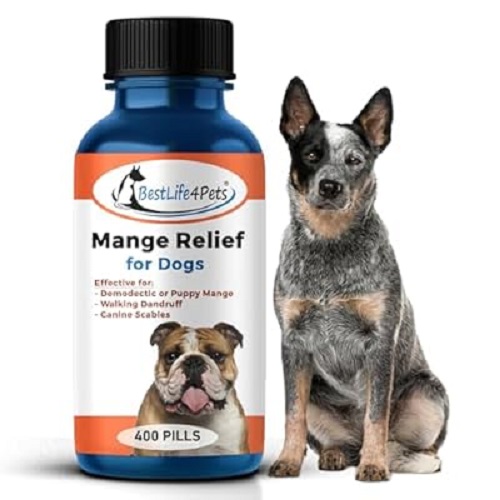 BestLife4Pets®
Mange Relief
for Dogs
Effective for:
- Demodectic or Puppy Mange
- Walking Dandruff
- Canine Scabies
400 PILLS